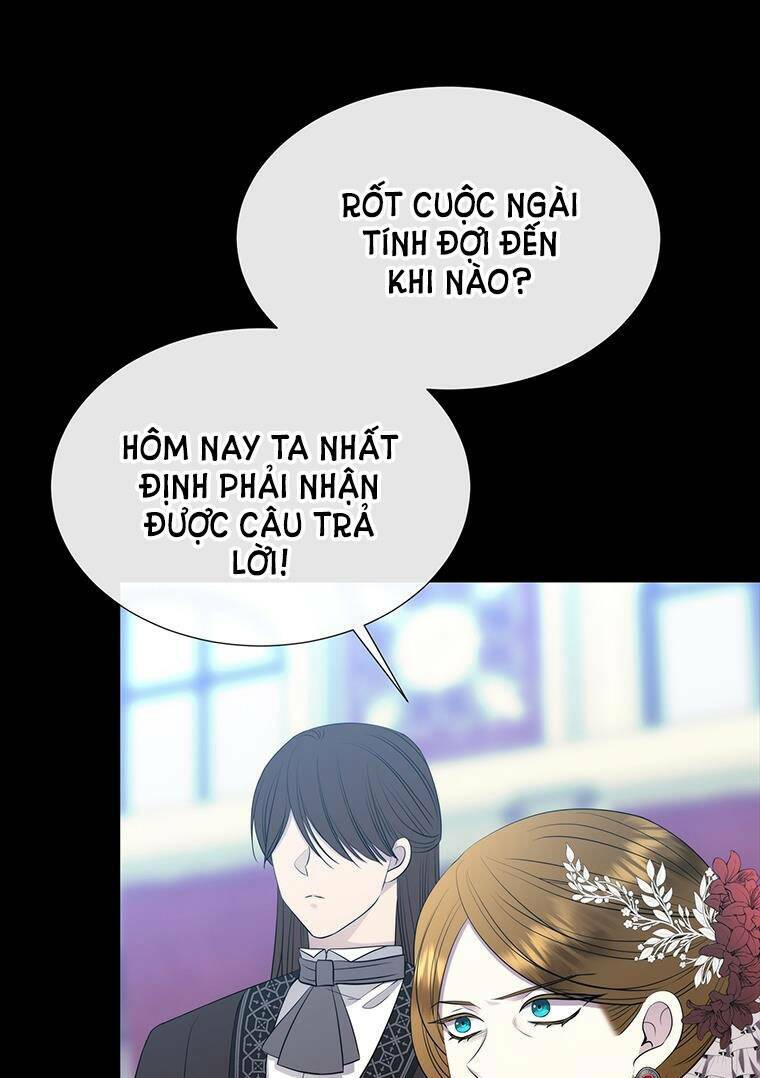 RỐT CUỘC NGÀI
TÍNH ĐỢI ĐẾN
KHI NÀO?
HÔM NAY TA NHẤT
ĐỊNH PHẢI NHẬN
ĐƯỢC CÂU TRẢ
LỜI!